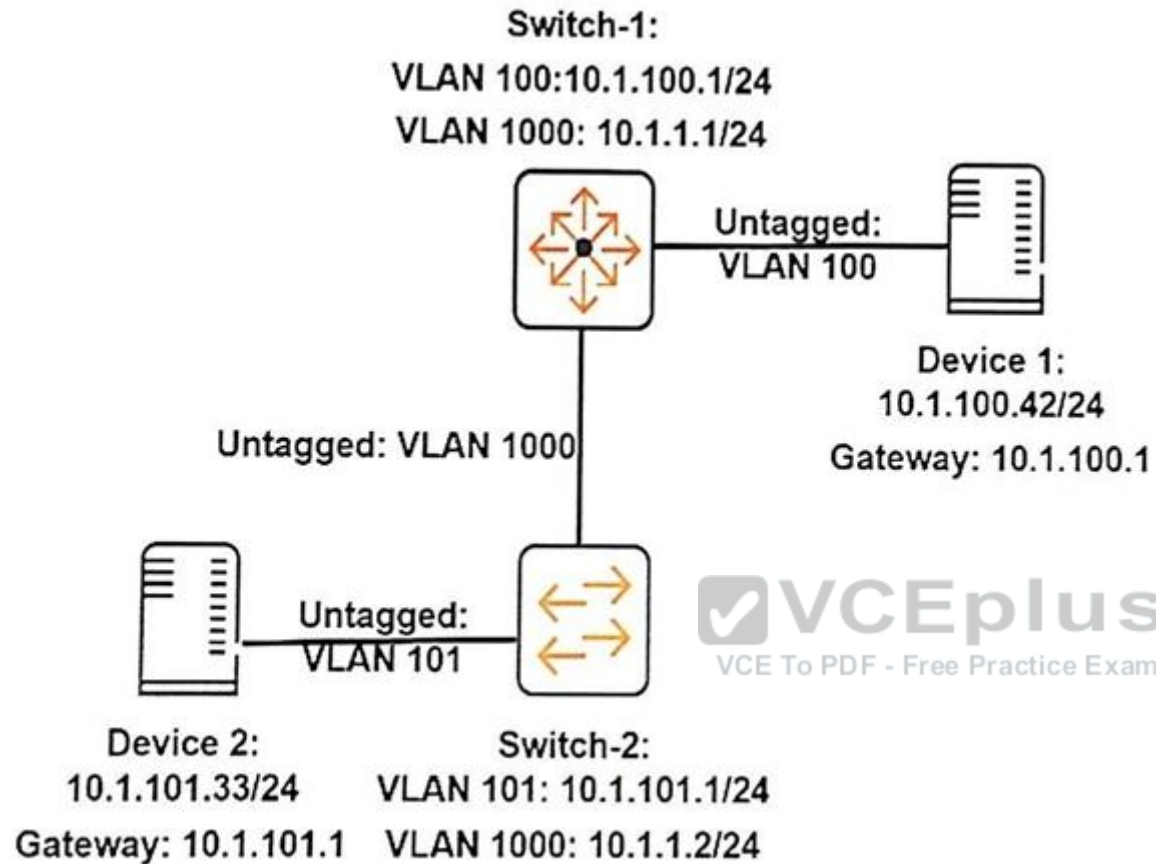 Switch-1:
VLAN 100:10.1.100.1/24
VLAN 1000: 10.1.1.1/24
Untagged:
VLAN 100
Device 1:
10.1.100.42/24
Gateway: 10.1.100.1
Untagged: VLAN 1000
Untagged:
VLAN 101
VCEplus
VCE To PDF - Free Practice Exam
Device 2:
10.1.101.33/24
Gateway: 10.1.101.1
Switch-2:
VLAN 101: 10.1.101.1/24
VLAN 1000: 10.1.1.2/24